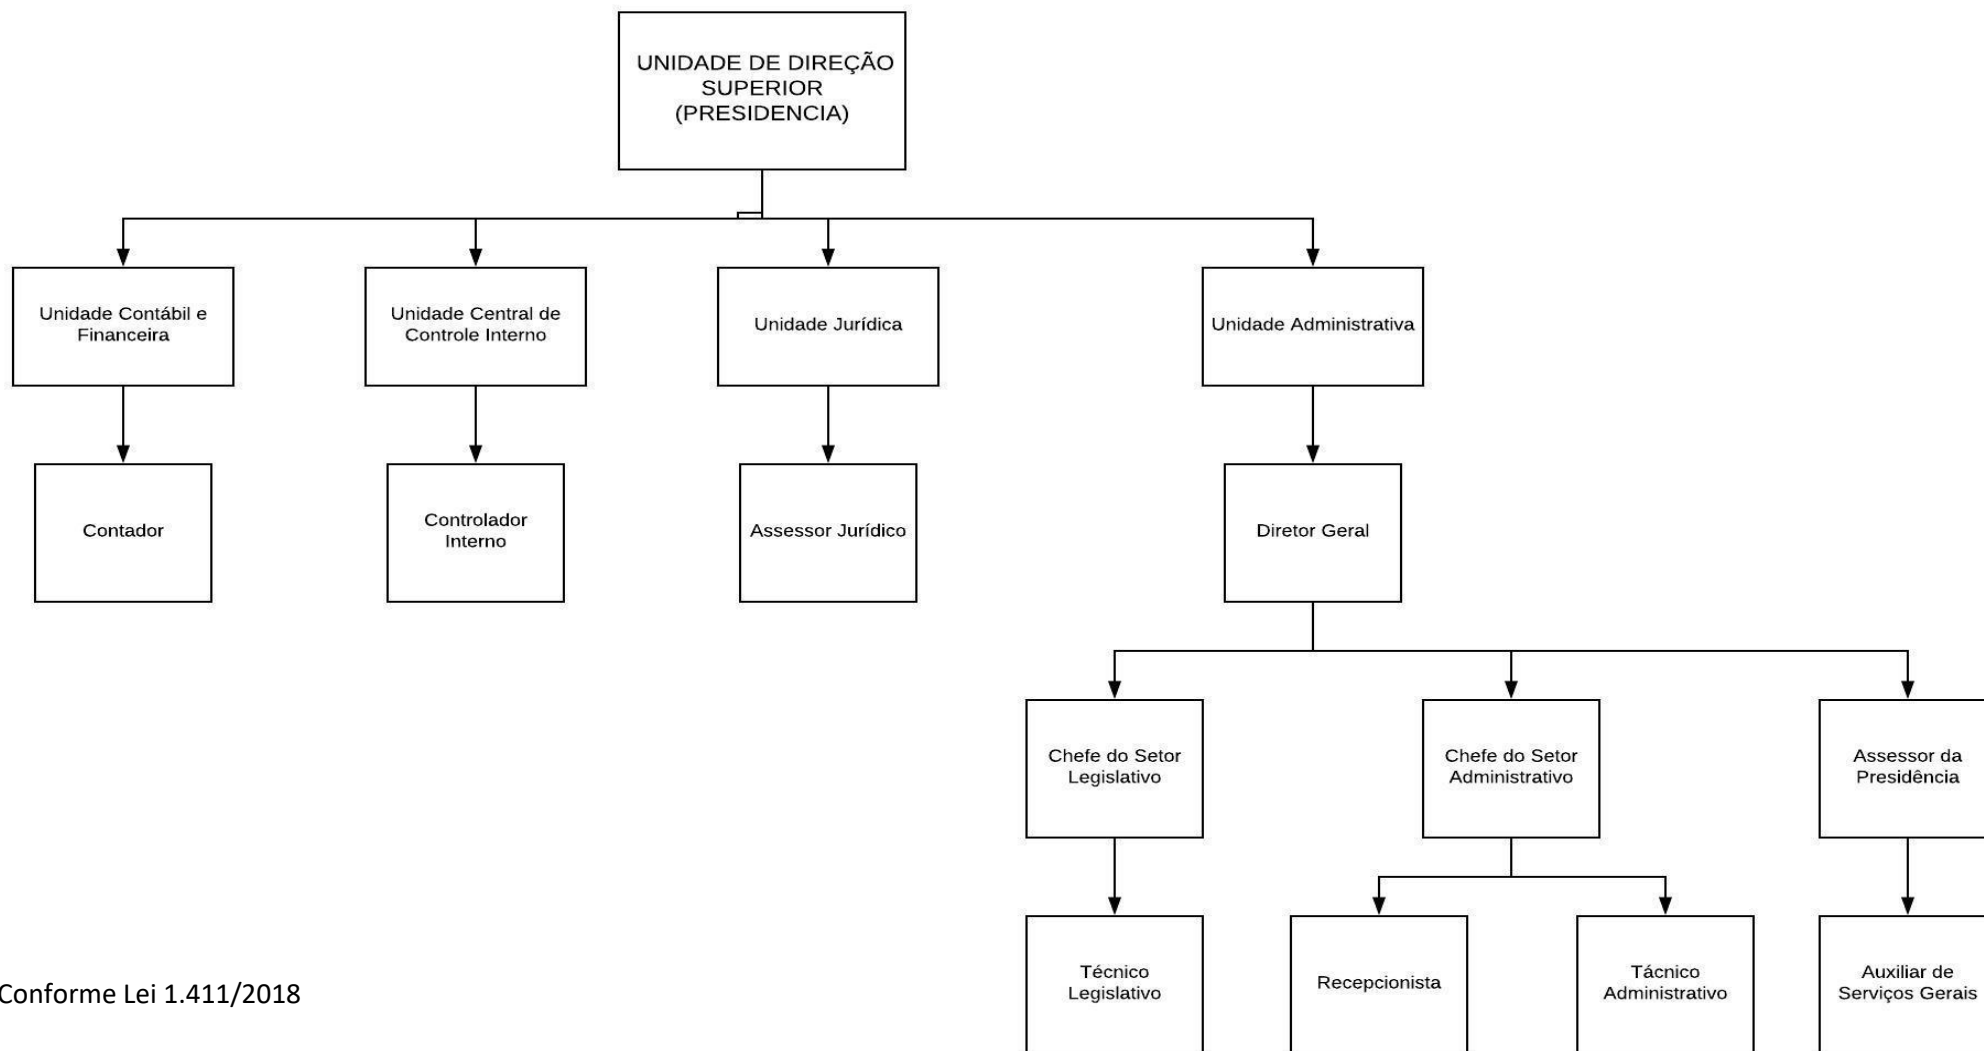 UNIDADE DE DIREÇÃO
SUPERIOR
(PRESIDENCIA)
Unidade Contábil e
Financeira
Unidade Central de
Controle Interno
Unidade Jurídica
Unidade Administrativa
Contador
Controlador
Interno
Assessor Jurídico
Diretor Geral
Chefe do Setor
Legislativo
Chefe do Setor
Administrativo
Assessor da
Presidência
Técnico
Legislativo
Recepcionista
Tácnico
Administrativo
Auxiliar de
Serviços Gerais
Conforme Lei 1.411/2018